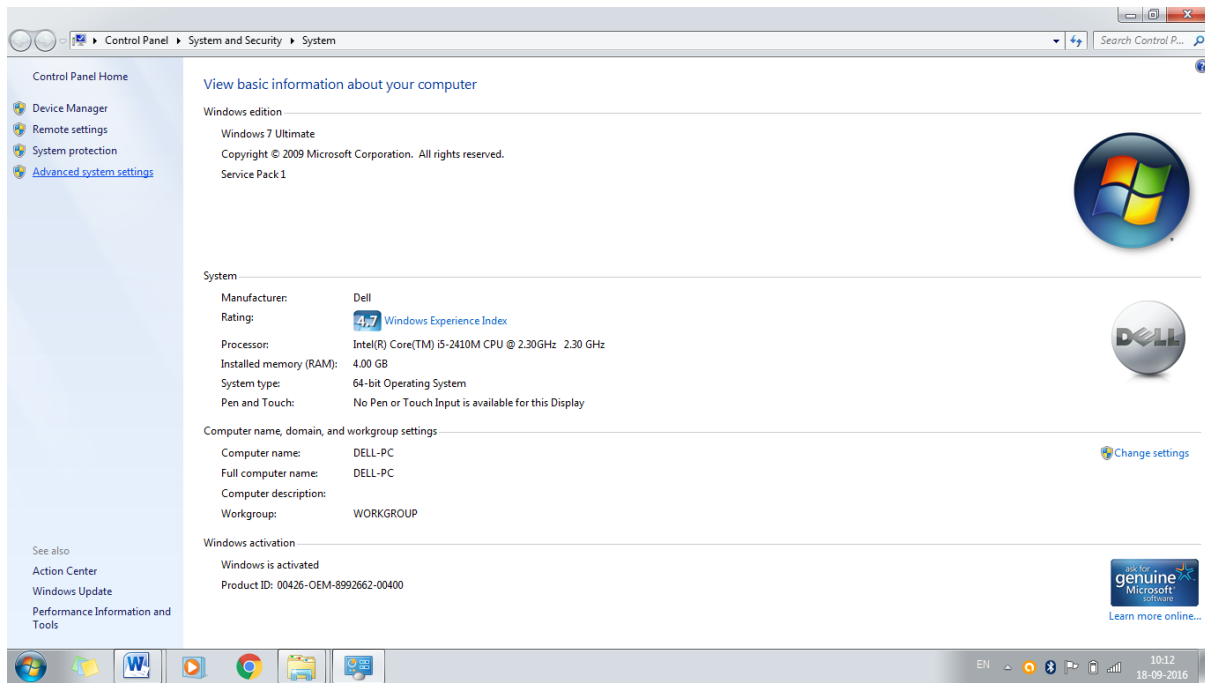 Control Panel ▸ System and Security ▸ System
Search Control P...
Control Panel Home
Device Manager
Remote settings
System protection
Advanced system settings
View basic information about your computer
Windows edition
Windows 7 Ultimate
Copyright © 2009 Microsoft Corporation. All rights reserved.
Service Pack 1
System
Manufacturer: Dell
Rating: 4,7 Windows Experience Index
Processor: Intel(R) Core(TM) i5-2410M CPU @ 2.30GHz 2.30 GHz
Installed memory (RAM): 4.00 GB
System type: 64-bit Operating System
Pen and Touch: No Pen or Touch Input is available for this Display
DELL
Computer name, domain, and workgroup settings
Computer name: DELL-PC
Change settings
Full computer name: DELL-PC
Computer description:
Workgroup: WORKGROUP
Windows activation
Windows is activated
Product ID: 00426-OEM-8992662-00400
ask for
genuine
Microsoft
software
Learn more online...
See also
Action Center
Windows Update
Performance Information and
Tools
W
EN
10:12
18-09-2016